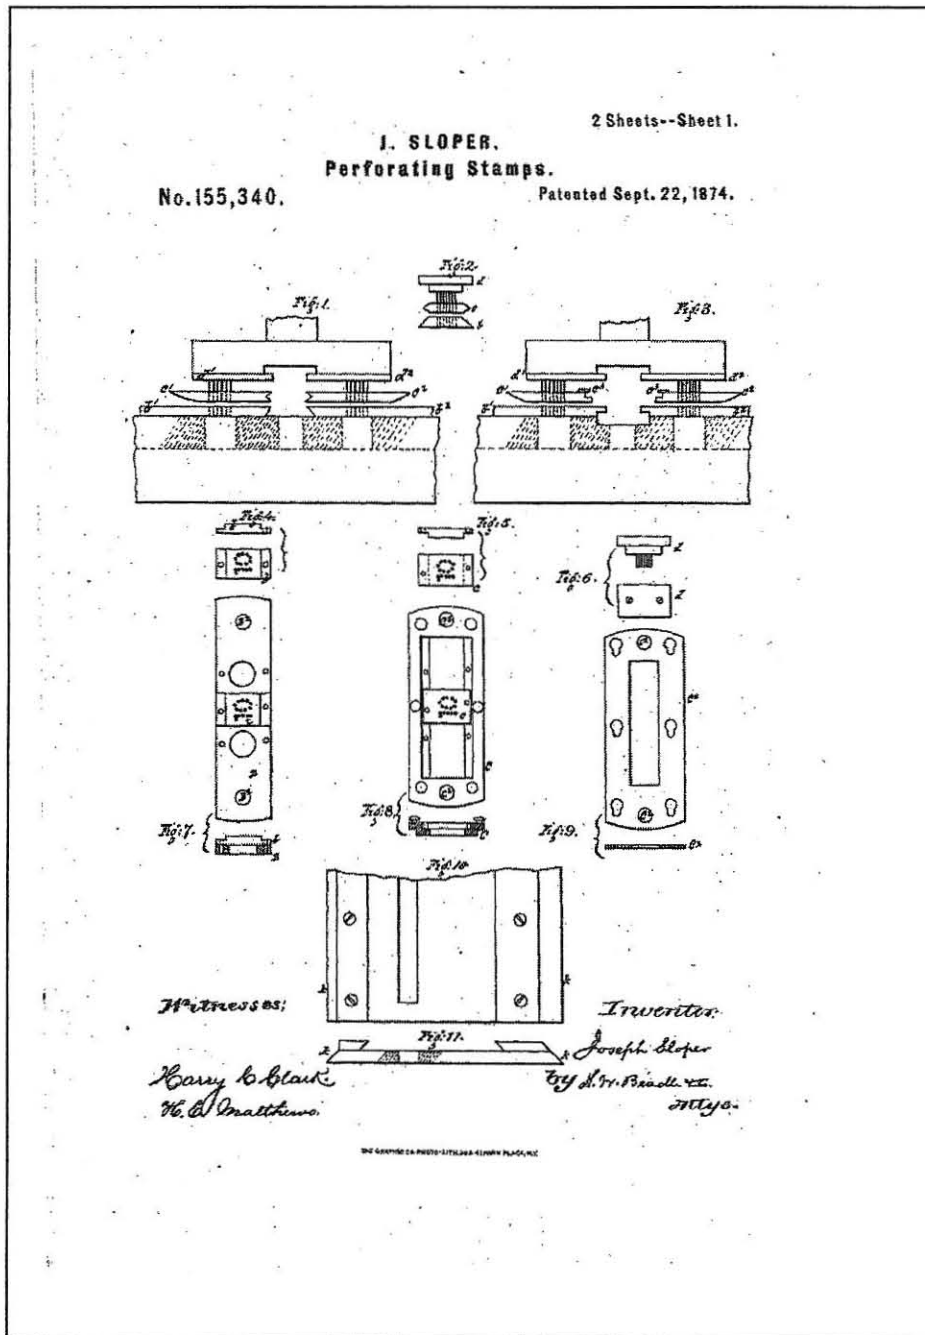 2 Sheets--Sheet 1.
J. SLOPER.
Perforating Stamps.
No. 155,340.
Patented Sept. 22, 1874.
Fig: 1.
Fig: 2.
Fig: 3.
Fig: 4.
Fig: 5.
Fig: 6.
Fig: 7.
Fig: 8.
Fig: 9.
Fig: 10.
Fig: 11.
Witnesses;
Harry C Clark.
H. C. Matthews.
Inventor.
Joseph Sloper
by
Attys.